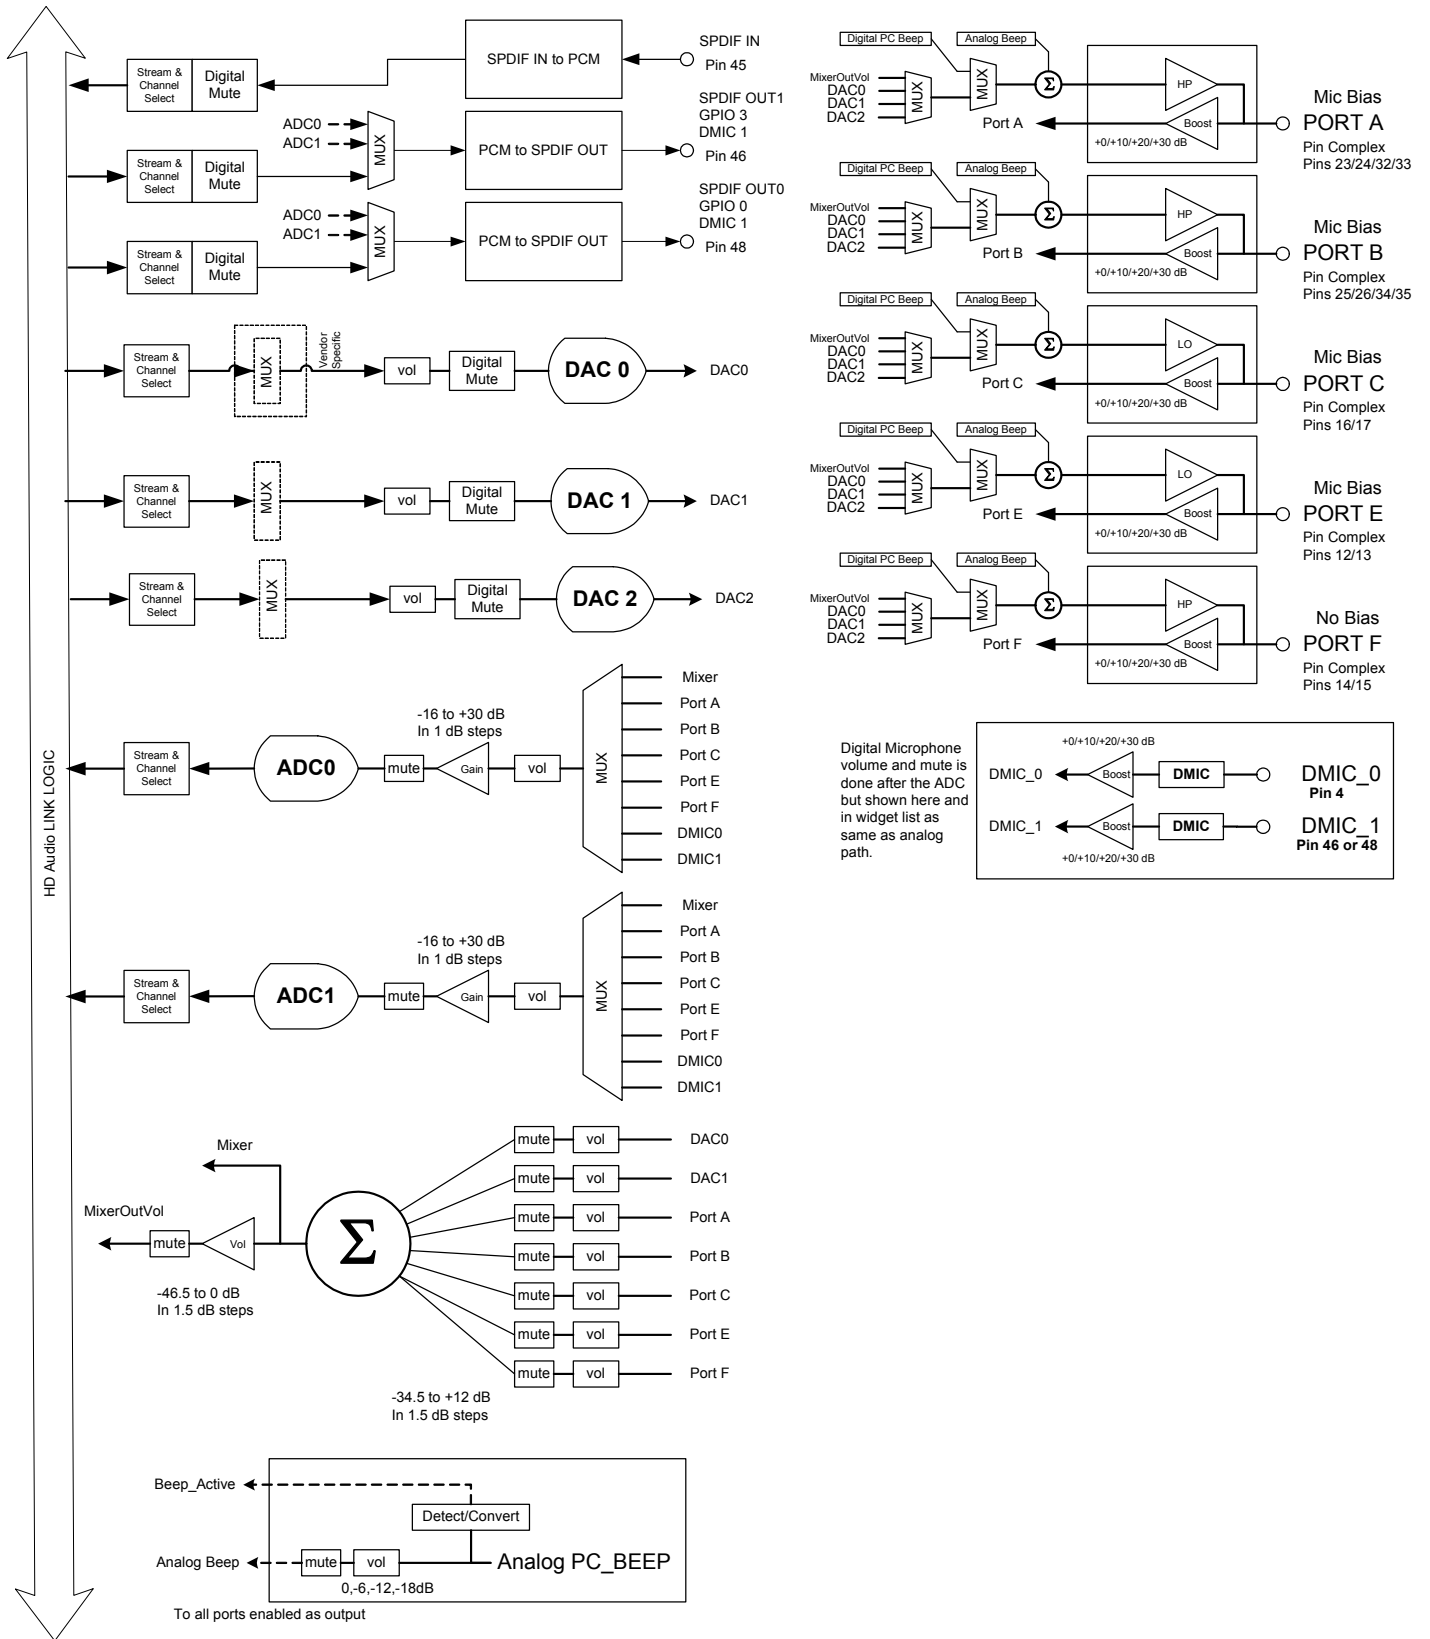 HD Audio LINK LOGIC
Stream &
Channel
Select
Digital
Mute
SPDIF IN to PCM
SPDIF IN
Pin 45
Stream &
Channel
Select
Digital
Mute
ADC0
ADC1
MUX
PCM to SPDIF OUT
SPDIF OUT1
GPIO 3
DMIC 1
Pin 46
Stream &
Channel
Select
Digital
Mute
ADC0
ADC1
MUX
PCM to SPDIF OUT
SPDIF OUT0
GPIO 0
DMIC 1
Pin 48
Stream &
Channel
Select
MUX
Vendor
Specific
vol
Digital
Mute
DAC 0
DAC0
Stream &
Channel
Select
MUX
vol
Digital
Mute
DAC 1
DAC1
Stream &
Channel
Select
MUX
vol
Digital
Mute
DAC 2
DAC2
Stream &
Channel
Select
ADC0
mute
-16 to +30 dB
In 1 dB steps
Gain
vol
MUX
Mixer
Port A
Port B
Port C
Port E
Port F
DMIC0
DMIC1
Stream &
Channel
Select
ADC1
mute
-16 to +30 dB
In 1 dB steps
Gain
vol
MUX
Mixer
Port A
Port B
Port C
Port E
Port F
DMIC0
DMIC1
Mixer
MixerOutVol
mute
Vol
-46.5 to 0 dB
In 1.5 dB steps
Σ
mute
vol
DAC0
mute
vol
DAC1
mute
vol
Port A
mute
vol
Port B
mute
vol
Port C
mute
vol
Port E
mute
vol
Port F
-34.5 to +12 dB
In 1.5 dB steps
Beep_Active
Detect/Convert
Analog Beep
mute
vol
Analog PC_BEEP
0,-6,-12,-18dB
To all ports enabled as output
Digital PC Beep
Analog Beep
MixerOutVol
DAC0
DAC1
DAC2
MUX
MUX
Σ
HP
Port A
Boost
+0/+10/+20/+30 dB
Mic Bias
PORT A
Pin Complex
Pins 23/24/32/33
Digital PC Beep
Analog Beep
MixerOutVol
DAC0
DAC1
DAC2
MUX
MUX
Σ
HP
Port B
Boost
+0/+10/+20/+30 dB
Mic Bias
PORT B
Pin Complex
Pins 25/26/34/35
Digital PC Beep
Analog Beep
MixerOutVol
DAC0
DAC1
DAC2
MUX
MUX
Σ
LO
Port C
Boost
+0/+10/+20/+30 dB
Mic Bias
PORT C
Pin Complex
Pins 16/17
Digital PC Beep
Analog Beep
MixerOutVol
DAC0
DAC1
DAC2
MUX
MUX
Σ
LO
Port E
Boost
+0/+10/+20/+30 dB
Mic Bias
PORT E
Pin Complex
Pins 12/13
Digital PC Beep
Analog Beep
MixerOutVol
DAC0
DAC1
DAC2
MUX
MUX
Σ
HP
Port F
Boost
+0/+10/+20/+30 dB
No Bias
PORT F
Pin Complex
Pins 14/15
Digital Microphone
volume and mute is
done after the ADC
but shown here and
in widget list as
same as analog
path.
+0/+10/+20/+30 dB
DMIC_0
Boost
DMIC
DMIC_0
Pin 4
DMIC_1
Boost
DMIC
DMIC_1
Pin 46 or 48
+0/+10/+20/+30 dB